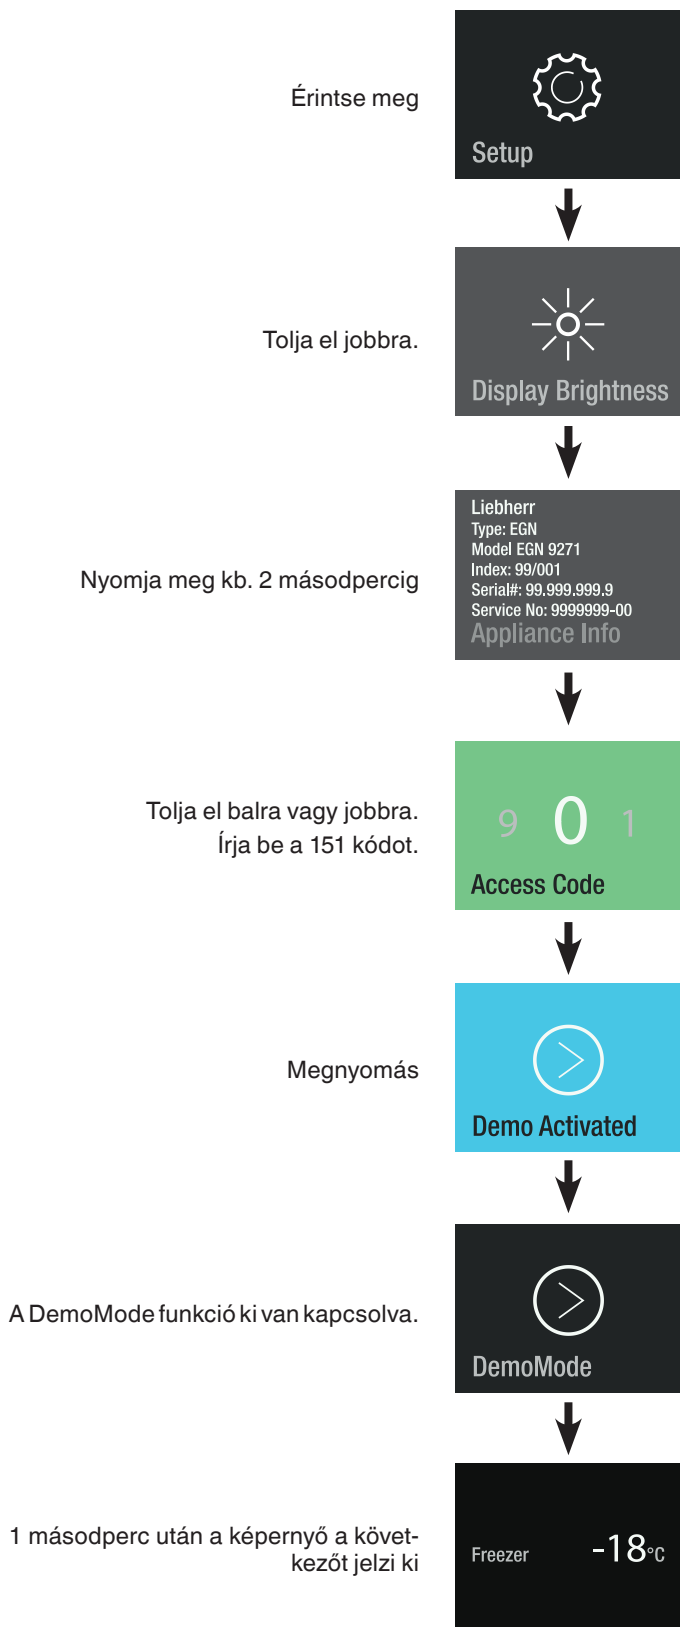 Érintse meg
Setup
Tolja el jobbra.
Display Brightness
Liebherr
Type: EGN
Model EGN 9271
Index: 99/001
Serial#: 99.999.999.9
Service No: 9999999-00
Appliance Info
Nyomja meg kb. 2 másodpercig
Tolja el balra vagy jobbra.
Írja be a 151 kódot.
9 0 1
Access Code
Megnyomás
Demo Activated
A DemoMode funkció ki van kapcsolva.
DemoMode
1 másodperc után a képernyő a követ-
kezőt jelzi ki
Freezer -18°C